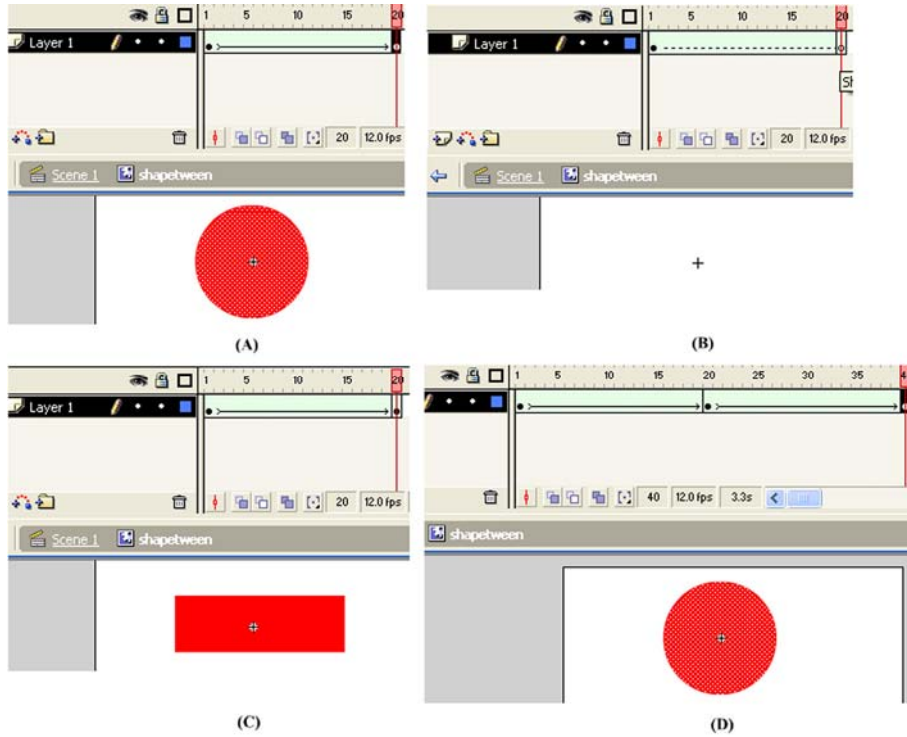 1 5 10 15 20
Layer 1
20 12.0 fps
Scene 1 shapetween
(A)
1 5 10 15 20
Layer 1
20 12.0 fps
Scene 1 shapetween
(B)
1 5 10 15 20
Layer 1
20 12.0 fps
Scene 1 shapetween
(C)
1 5 10 15 20 25 30 35
40 12.0 fps 3.3s
shapetween
(D)